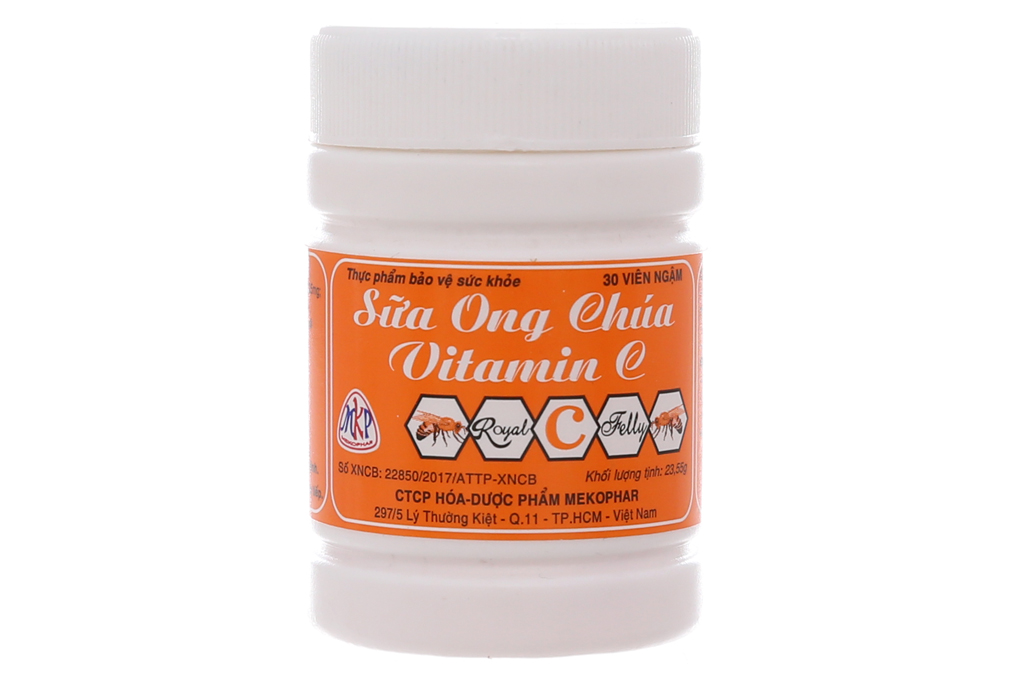 Thực phẩm bảo vệ sức khỏe 30 VIÊN NGẬM
Sữa Ong Chúa
Vitamin C
MKP
MEKOPHAR
Royal C Jelly
Số XNCB: 22850/2017/ATTP-XNCB Khối lượng tịnh: 23,55g
CTCP HÓA-DƯỢC PHẨM MEKOPHAR
297/5 Lý Thường Kiệt - Q.11 - TP.HCM - Việt Nam